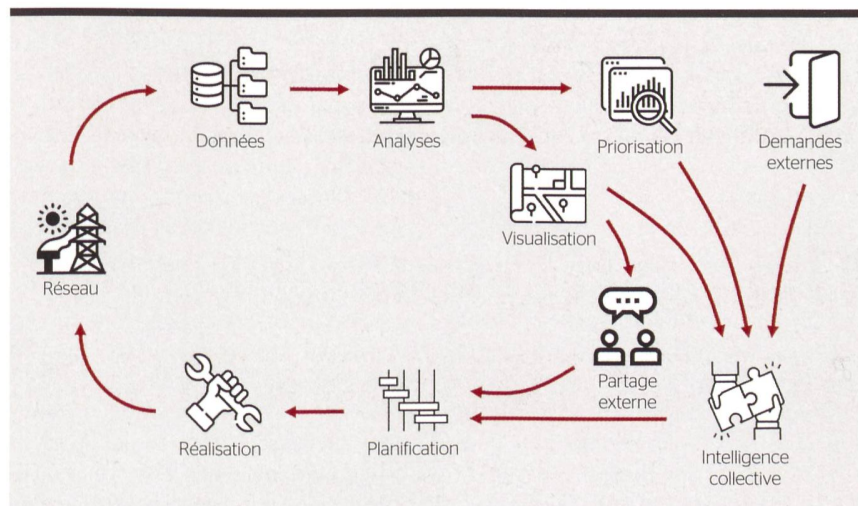 Données
Analyses
Priorisation
Demandes
externes
Visualisation
Réseau
Partage
externe
Réalisation
Planification
Intelligence
collective